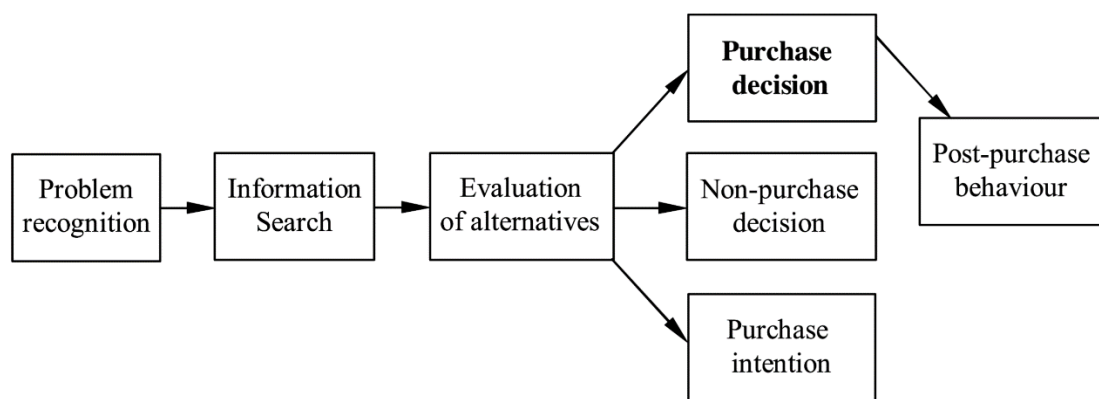 Problem
recognition
Information
Search
Evaluation
of alternatives
Purchase
decision
Non-purchase
decision
Purchase
intention
Post-purchase
behaviour